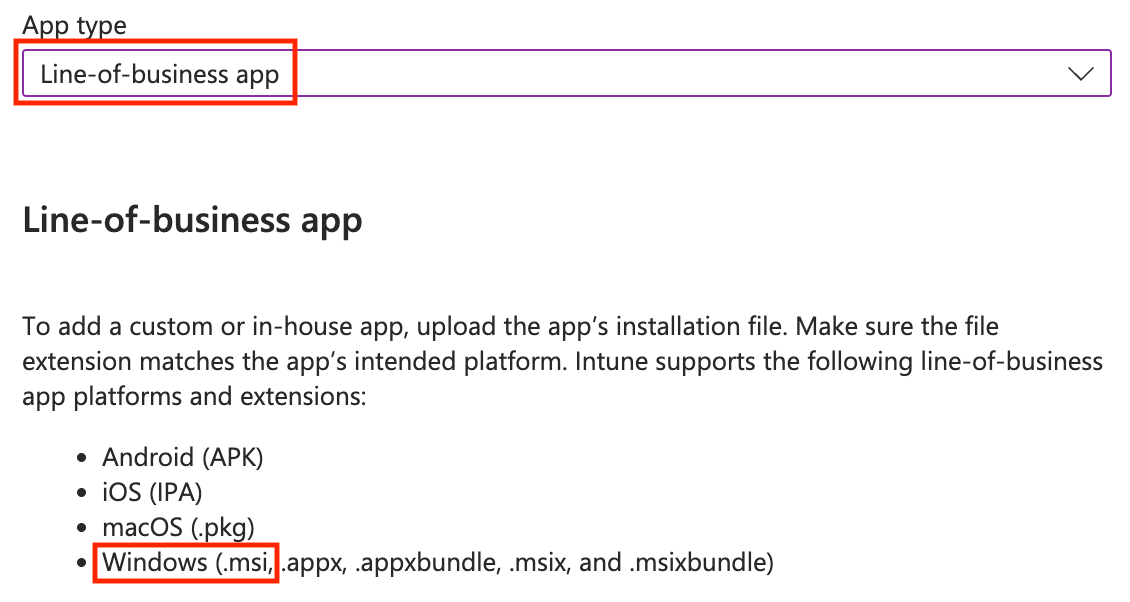 App type
Line-of-business app
Line-of-business app
To add a custom or in-house app, upload the app’s installation file. Make sure the file
extension matches the app’s intended platform. Intune supports the following line-of-business
app platforms and extensions:
• Android (APK)
• iOS (IPA)
• macOS (.pkg)
• Windows (.msi, .appx, .appxbundle, .msix, and .msixbundle)